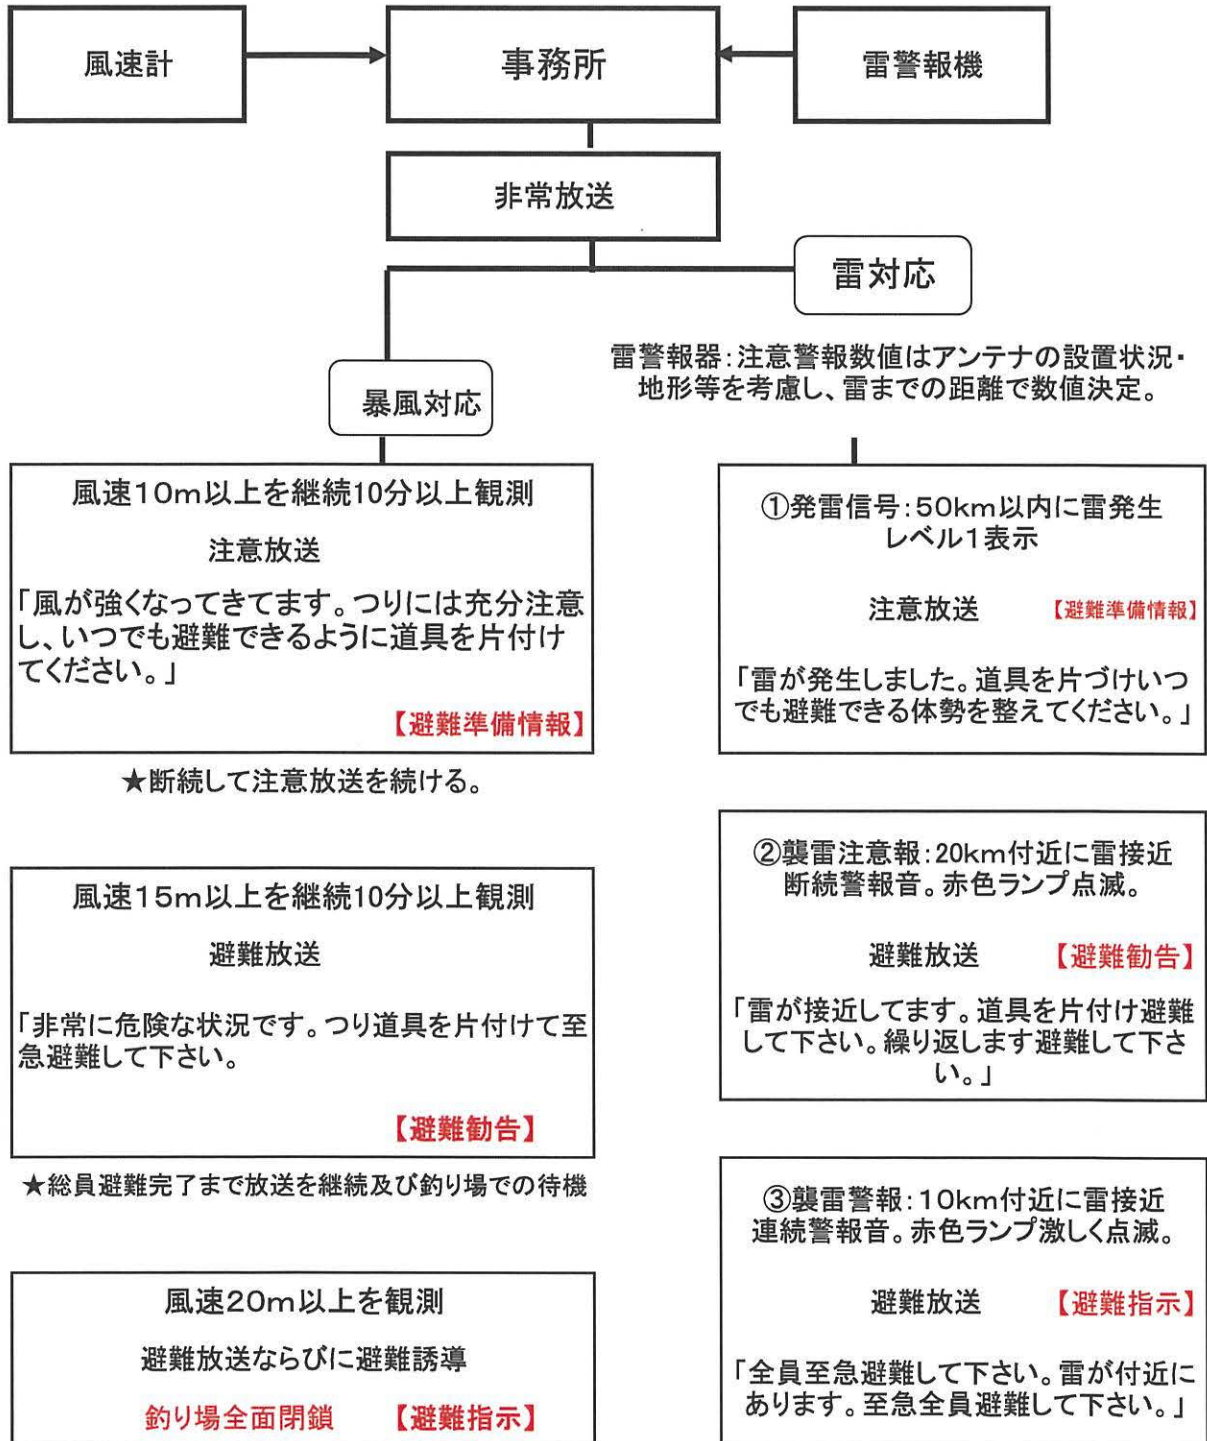 風速計
事務所
雷警報機
非常放送
雷対応
雷警報器:注意警報数値はアンテナの設置状況・
地形等を考慮し、雷までの距離で数値決定。
暴風対応
風速10m以上を継続10分以上観測
注意放送
「風が強くなってきてます。つりには充分注意
し、いつでも避難できるように道具を片付け
てください。」
【避難準備情報】
★断続して注意放送を続ける。
風速15m以上を継続10分以上観測
避難放送
「非常に危険な状況です。つり道具を片付けて至
急避難して下さい。
【避難勧告】
★総員避難完了まで放送を継続及び釣り場での待機
風速20m以上を観測
避難放送ならびに避難誘導
釣り場全面閉鎖 【避難指示】
①発雷信号:50km以内に雷発生
レベル1表示
注意放送 【避難準備情報】
「雷が発生しました。道具を片づけいつ
でも避難できる体勢を整えてください。」
②襲雷注意報:20km付近に雷接近
断続警報音。赤色ランプ点滅。
避難放送 【避難勧告】
「雷が接近してます。道具を片付け避難
して下さい。繰り返します避難して下さ
い。」
③襲雷警報:10km付近に雷接近
連続警報音。赤色ランプ激しく点滅。
避難放送 【避難指示】
「全員至急避難して下さい。雷が付近に
あります。至急全員避難して下さい。」